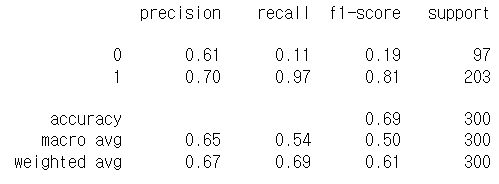 precision recall f1-score support
0 0.61 0.11 0.19 97
1 0.70 0.97 0.81 203
accuracy 0.69 300
macro avg 0.65 0.54 0.50 300
weighted avg 0.67 0.69 0.61 300